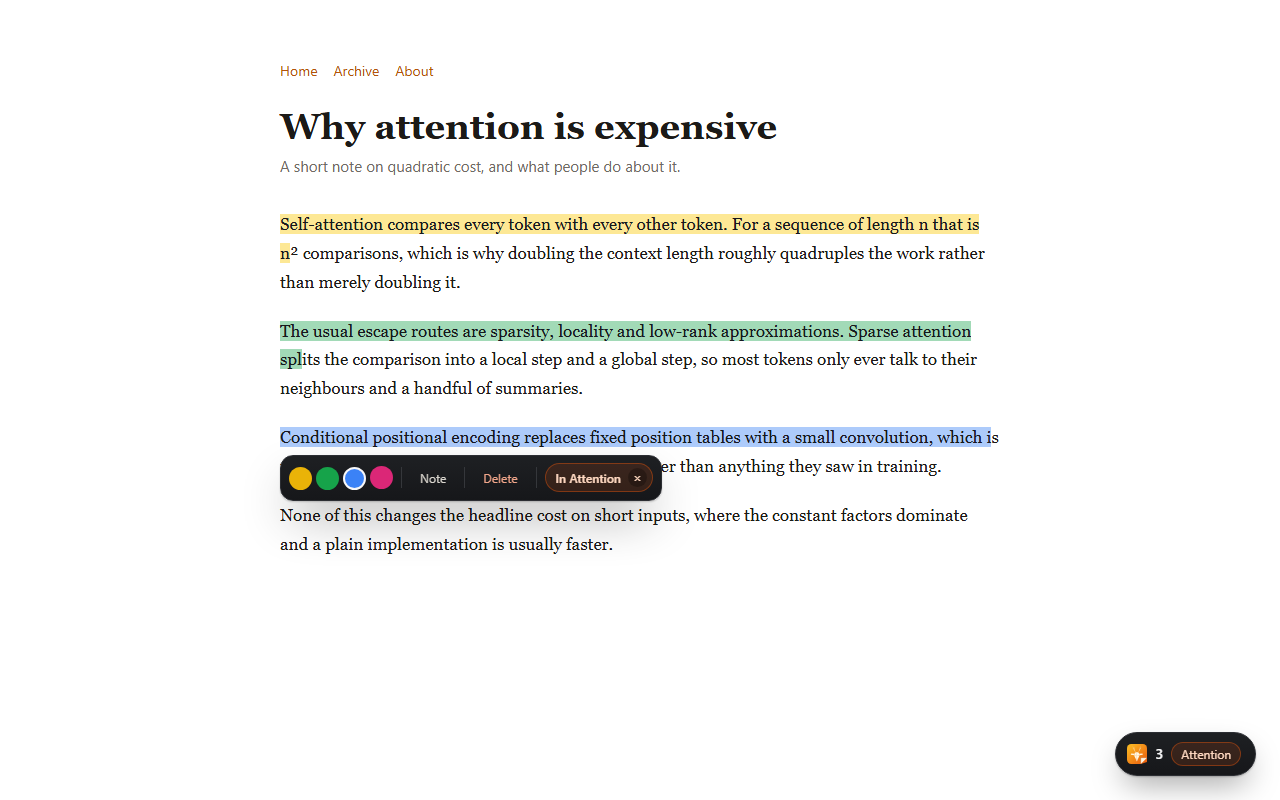 Home Archive About
Why attention is expensive
A short note on quadratic cost, and what people do about it.
Self-attention compares every token with every other token. For a sequence of length n that is
n² comparisons, which is why doubling the context length roughly quadruples the work rather
than merely doubling it.
The usual escape routes are sparsity, locality and low-rank approximations. Sparse attention
splits the comparison into a local step and a global step, so most tokens only ever talk to their
neighbours and a handful of summaries.
Conditional positional encoding replaces fixed position tables with a small convolution, which is
than anything they saw in training.
Note Delete In Attention ×
None of this changes the headline cost on short inputs, where the constant factors dominate
and a plain implementation is usually faster.
3 Attention